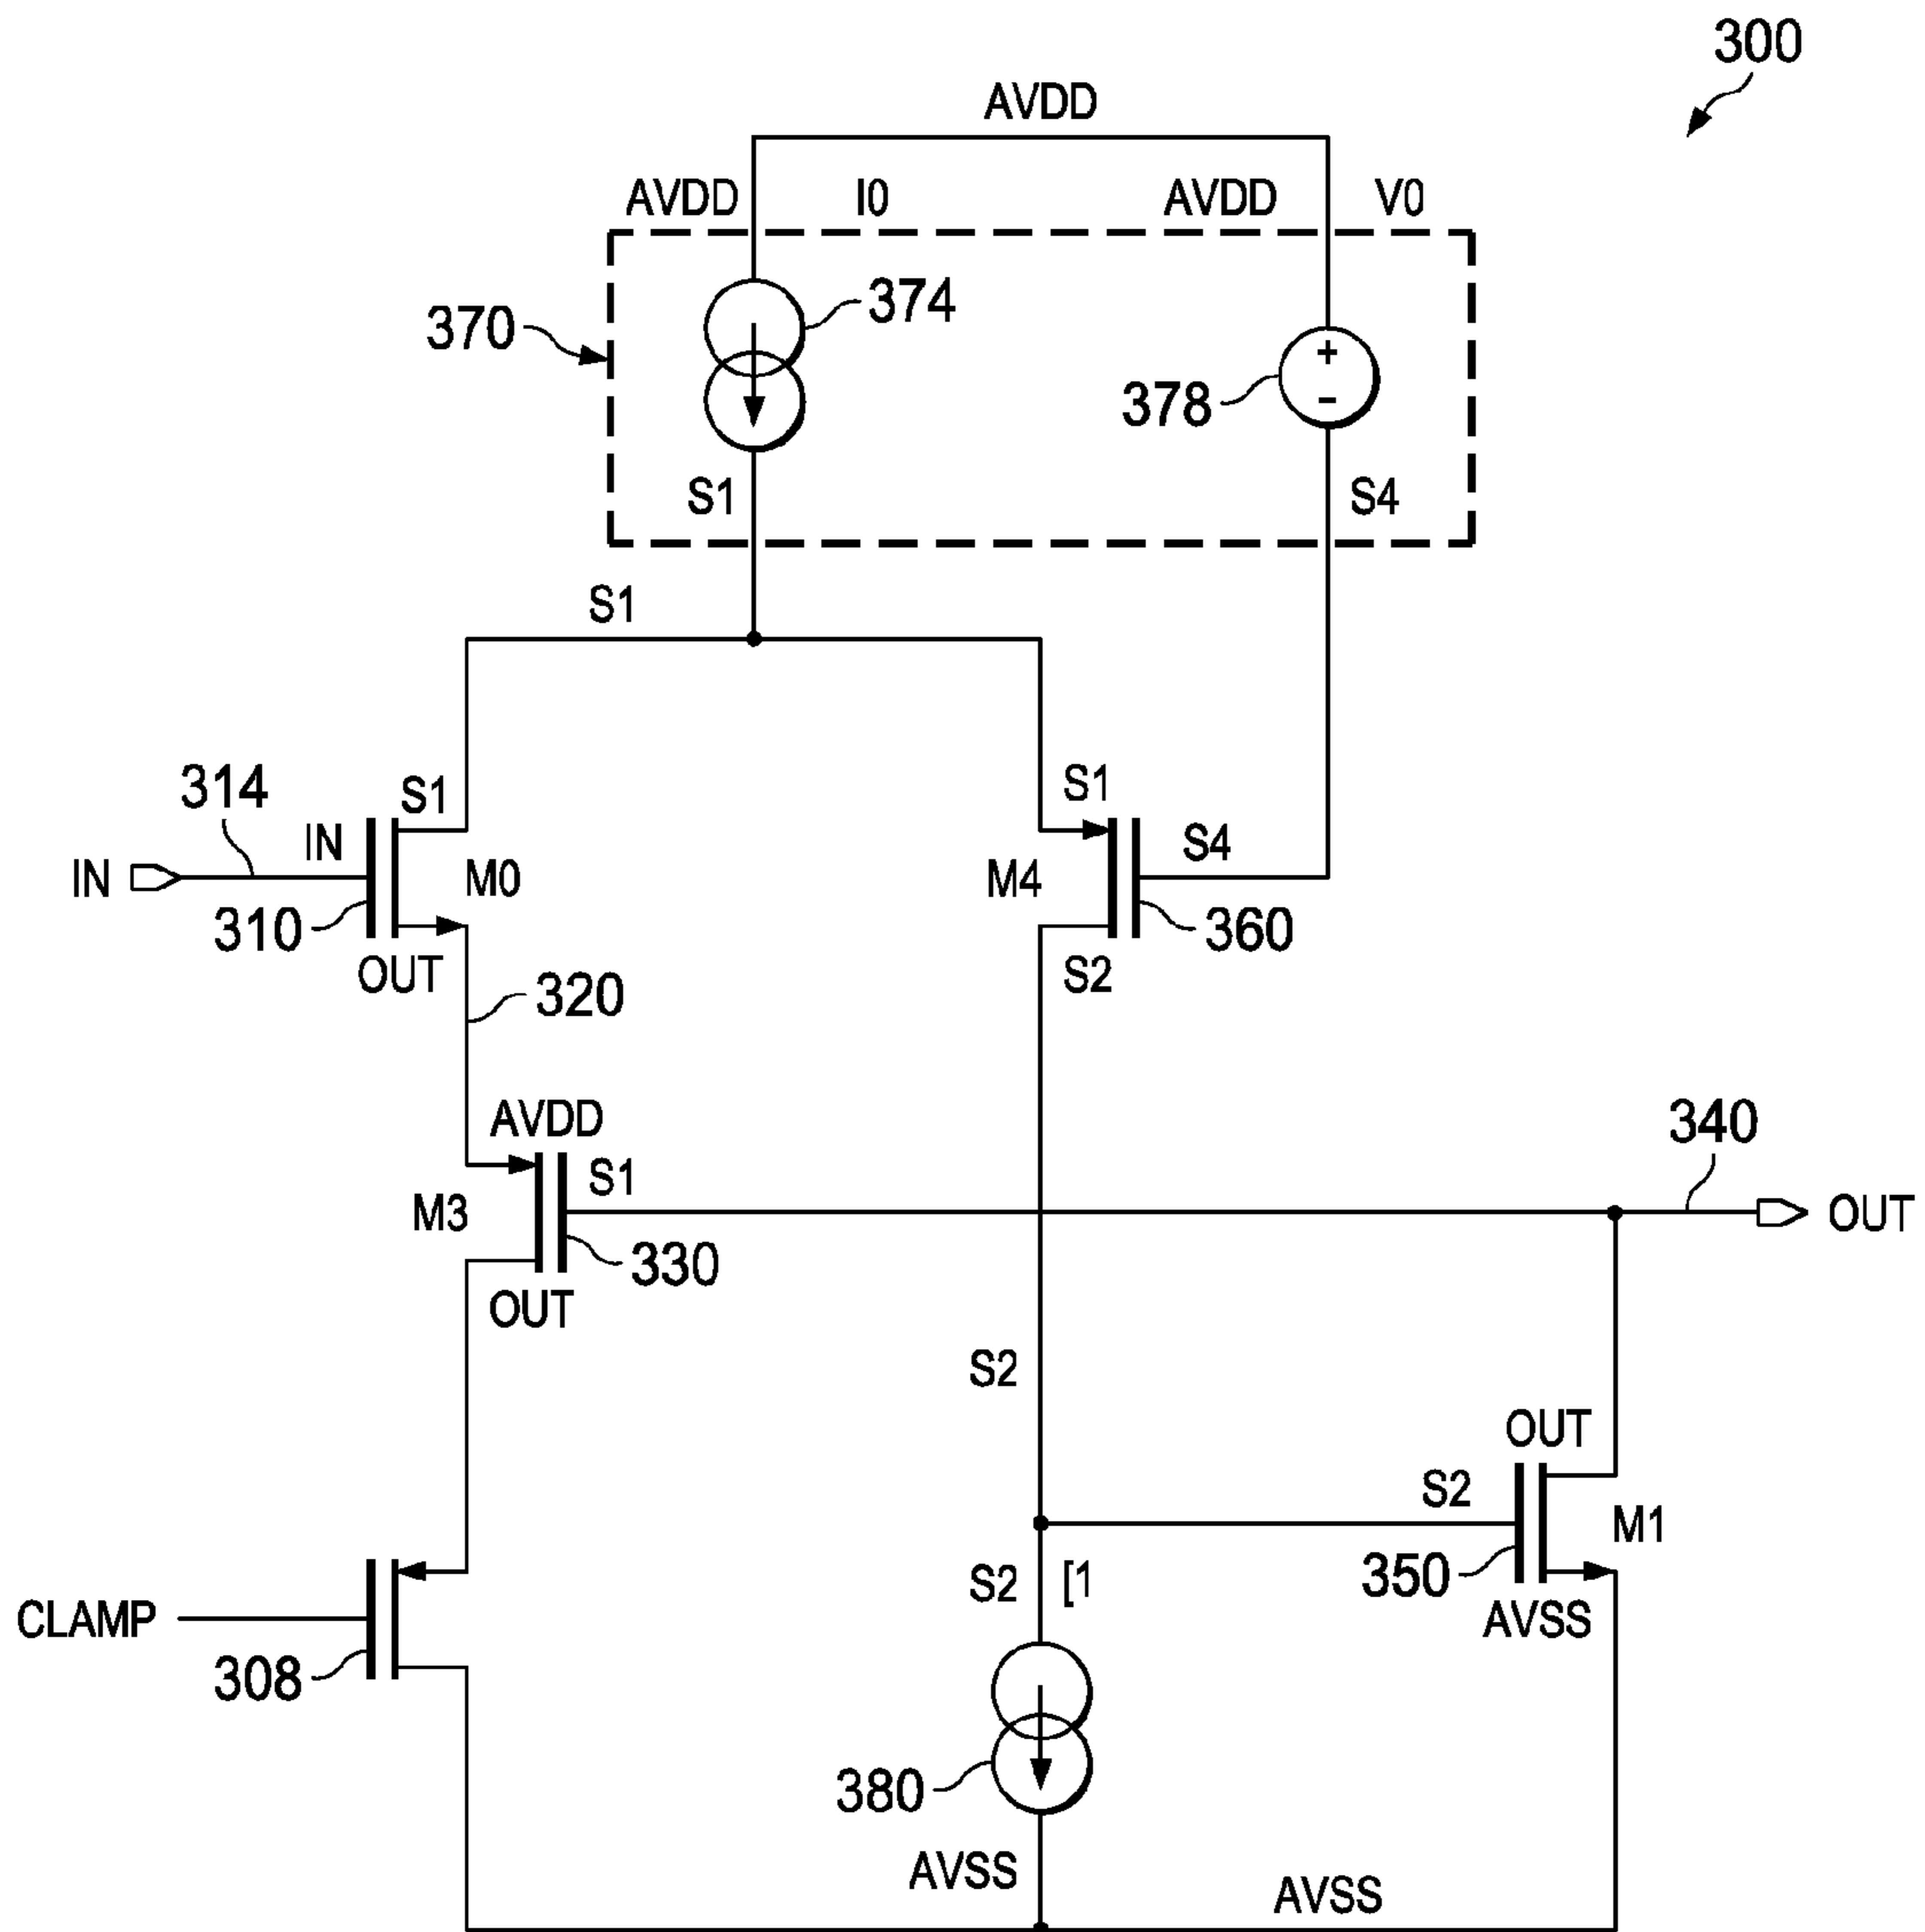 300
AVDD
AVDD I0 AVDD V0
374
370
378
S1 S4
S1
314 S1 S1
IN IN M0 M4 S4
310 360
OUT S2
320
AVDD 340
S1
M3 OUT
330
OUT
S2
OUT
S2 M1
S2 [1 350
CLAMP AVSS
308
380
AVSS AVSS